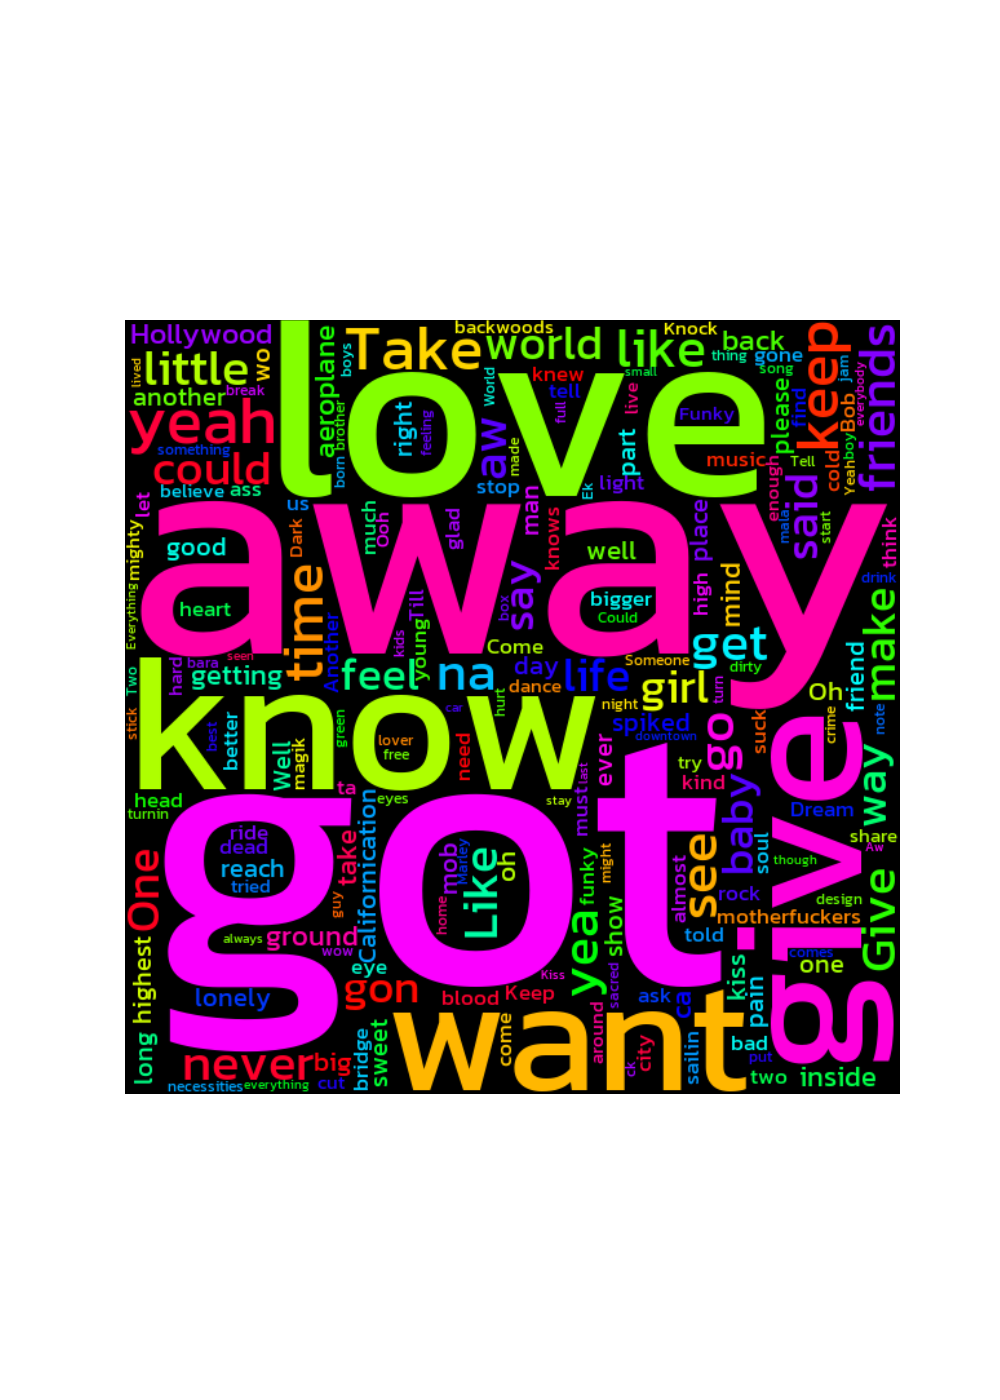 Hollywood
backwoods
Knock
love
Take
world
like
back
thing
gone
keep
friends
lived
little
wo
aeroplane
boys
World
knew
small
song
jam
everybody
another
break
tell
live
please
find
Bob
yeah
brother
right
feeling
aw
made
full
Funky
part
music
Tell
cold
boy
Yeah
something
could
born
stop
Ek
light
enough
said
believe
ass
us
let
away
mighty
good
Dark
much
Ooh
glad
man
knows
well
place
mala
start
think
Everything
heart
time
Till
box
say
bigger
Could
high
mind
drink
make
kids
young
Come
get
Two
hard
bara
seen
getting
Another
feel
na
day
dance
life
Someone
girl
dirty
turn
Oh
friend
know
stick
best
better
Well
magik
green
lover
free
car
need
hurt
night
spiked
downtown
go
suck
crime
note
give
way
try
ever
kind
must
last
head
turnin
ta
eyes
stay
got
baby
Dream
share
Aw
ride
dead
reach
tried
take
Californication
mob
Marley
Like
oh
funky
might
see
soul
though
One
guy
home
almost
rock
design
motherfuckers
Give
always
ground
wow
yea
show
told
comes
one
highest
eye
Kiss
sacred
kiss
lonely
gon
blood
Keep
ask
ca
pain
want
long
never
big
bridge
sweet
come
around
ck
city
sailin
bad
put
two
inside
necessities
everything
cut